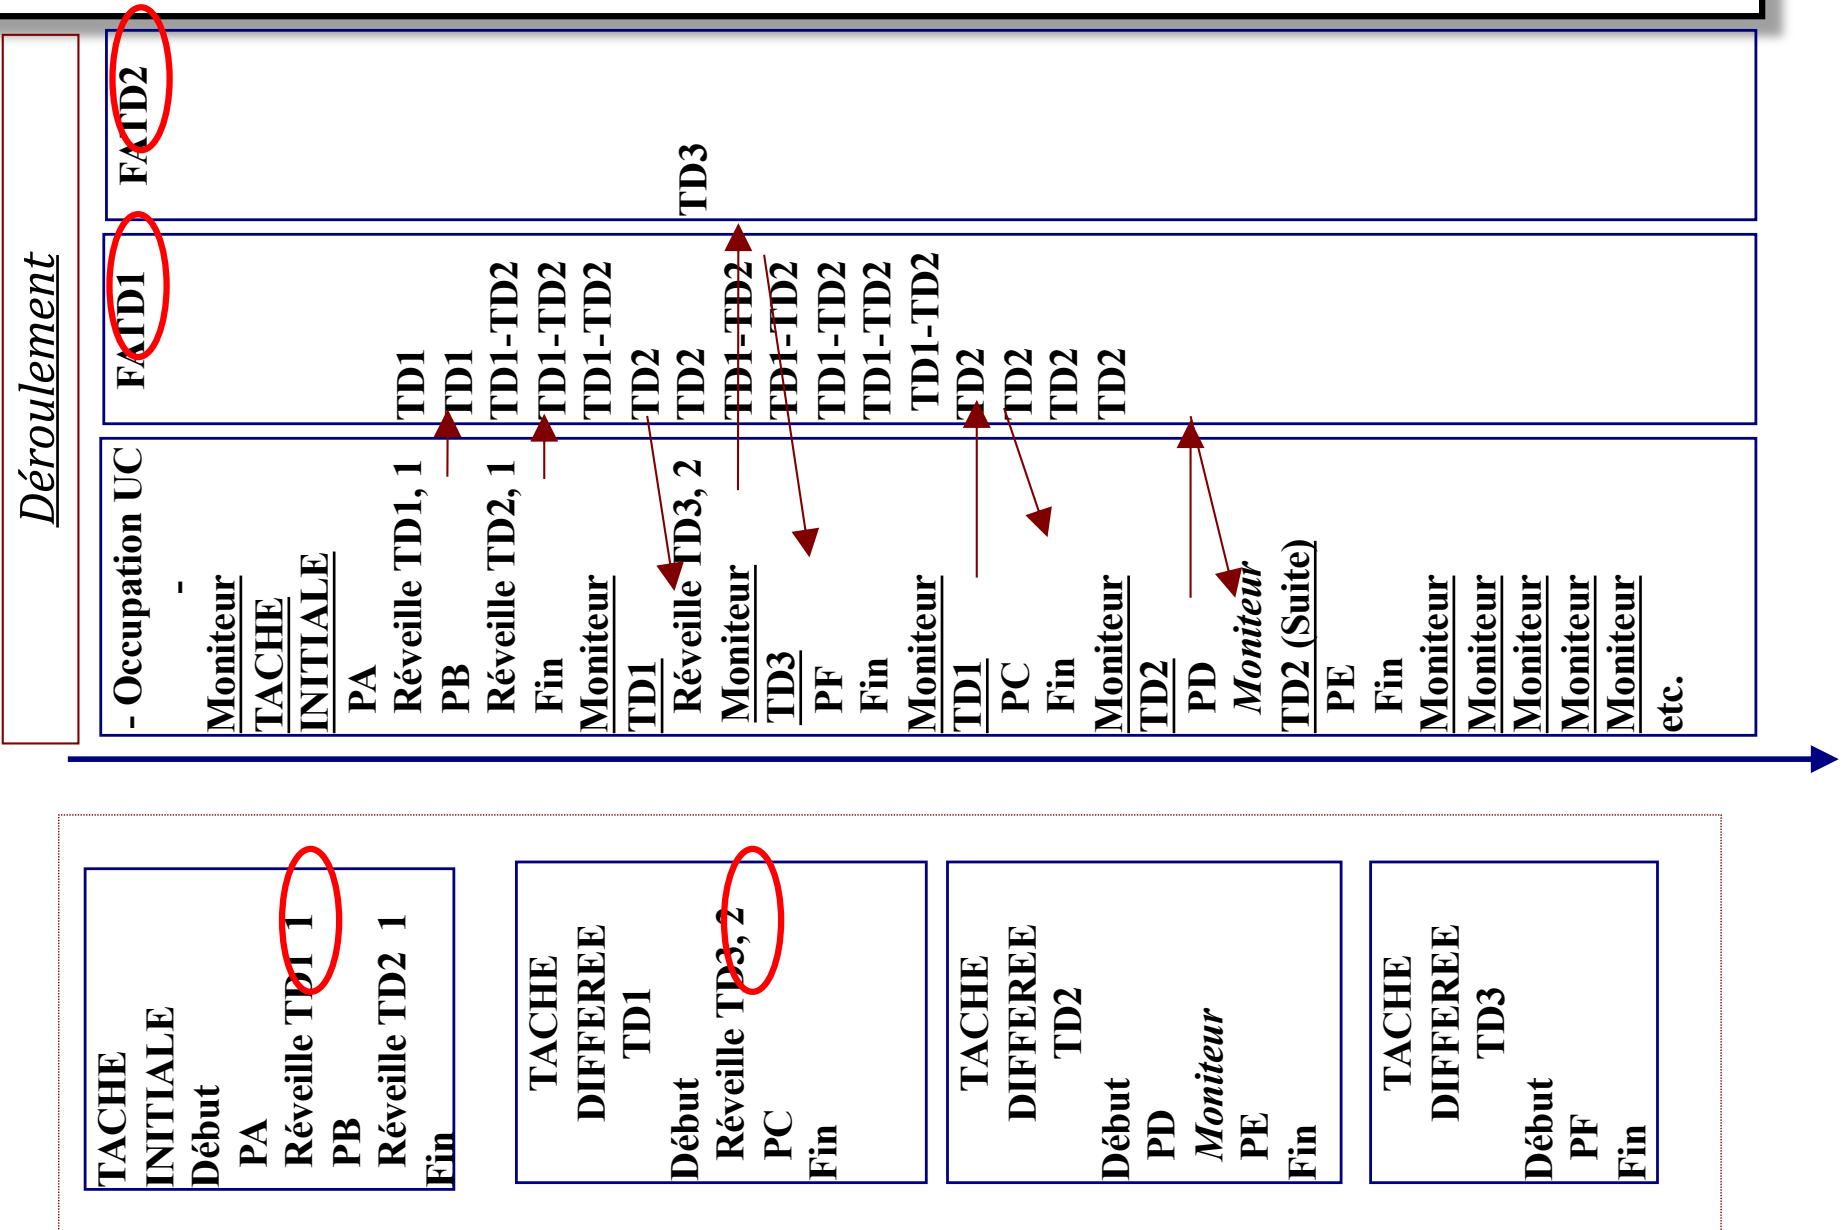 Déroulement
- Occupation UC
-
Moniteur
TACHE
INITIALE
PA
Réveille TD1, 1
PB
Réveille TD2, 1
Fin
Moniteur
TD1
Réveille TD3, 2
Moniteur
TD3
PF
Fin
Moniteur
TD1
PC
Fin
Moniteur
TD2
PD
Moniteur
TD2 (Suite)
PE
Fin
Moniteur
Moniteur
Moniteur
Moniteur
Moniteur
etc.
FATD1
TD1
TD1
TD1-TD2
TD1-TD2
TD1-TD2
TD2
TD2
TD1-TD2
TD1-TD2
TD1-TD2
TD1-TD2
TD1-TD2
TD2
TD2
TD2
TD2
FATD2
TD3
TACHE
INITIALE
Début
PA
Réveille TD1 1
PB
Réveille TD2 1
Fin
TACHE
DIFFEREE
TD1
Début
Réveille TD3, 2
PC
Fin
TACHE
DIFFEREE
TD2
Début
PD
Moniteur
PE
Fin
TACHE
DIFFEREE
TD3
Début
PF
Fin